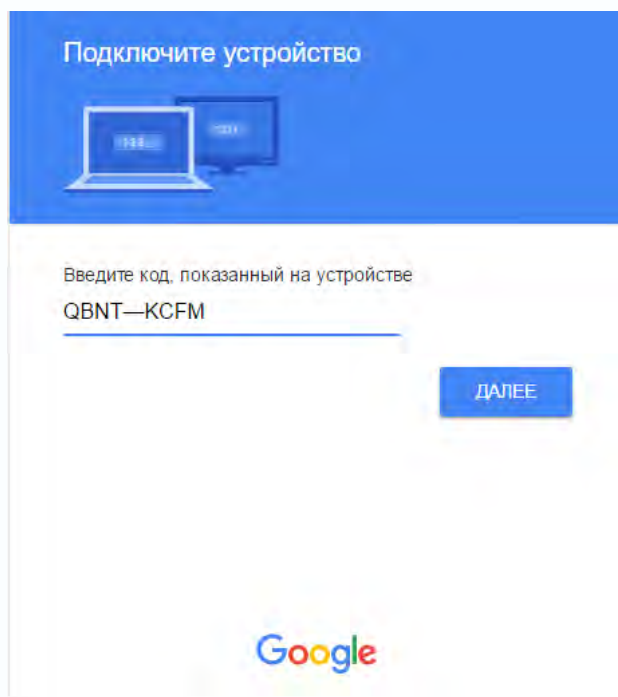 Подключите устройство
Введите код, показанный на устройстве
QBNT—KCFM
ДАЛЕЕ
Google